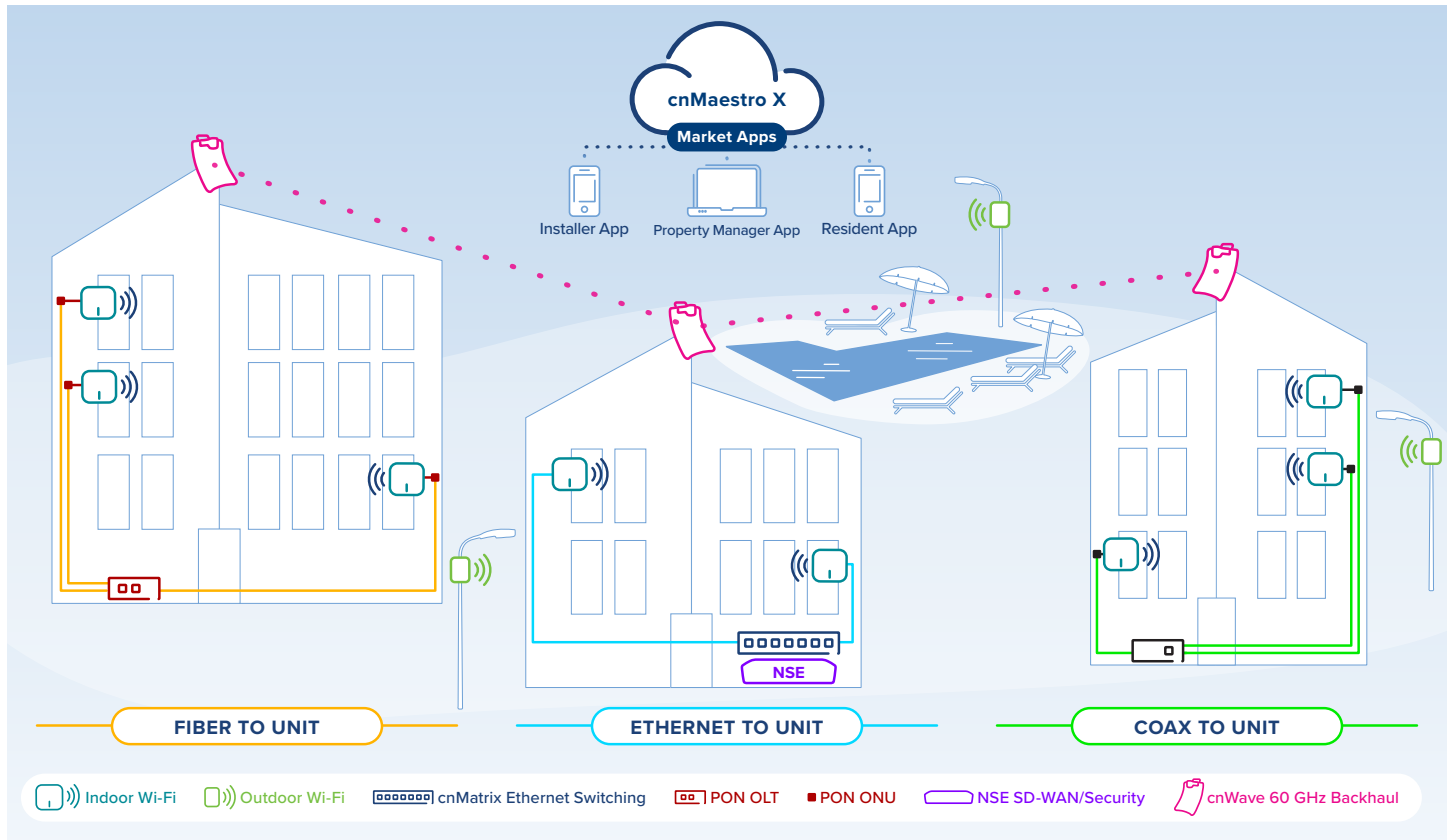 cnMaestro X
Market Apps
Installer App
Property Manager App
Resident App
NSE
FIBER TO UNIT
ETHERNET TO UNIT
COAX TO UNIT
Indoor Wi-Fi
Outdoor Wi-Fi
cnMatrix Ethernet Switching
PON OLT
PON ONU
NSE SD-WAN/Security
cnWave 60 GHz Backhaul